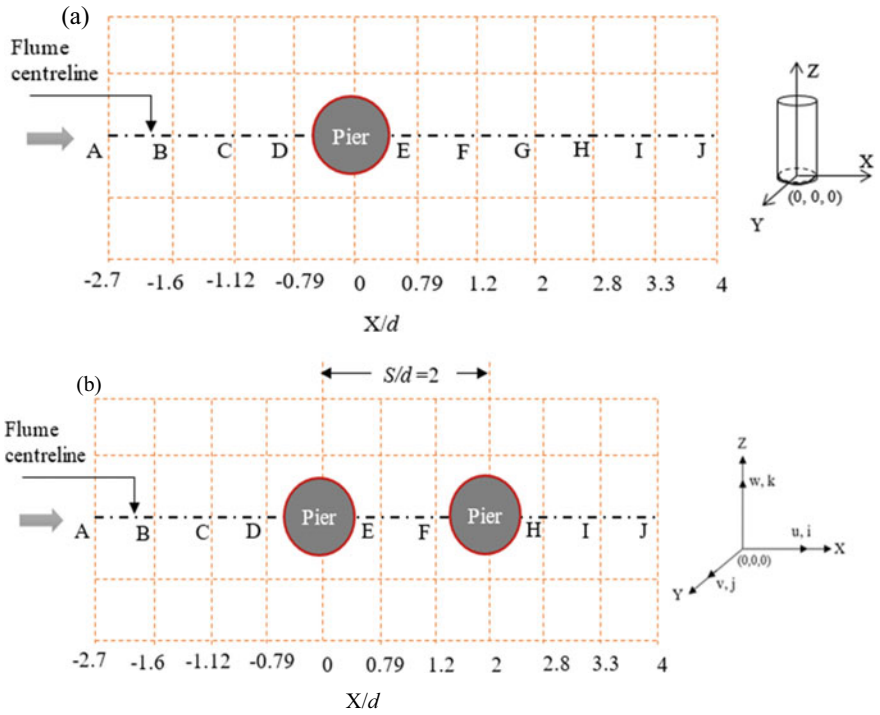 (a)
Flume
centreline
Pier
A B C D E F G H I J
-2.7 -1.6 -1.12 -0.79 0 0.79 1.2 2 2.8 3.3 4
X/d
Z
X
Y
(0, 0, 0)
(b)
S/d=2
Flume
centreline
Pier Pier
A B C D E F H I J
-2.7 -1.6 -1.12 -0.79 0 0.79 1.2 2 2.8 3.3 4
X/d
Z
w, k
u, i
X
(0,0,0)
v, j
Y